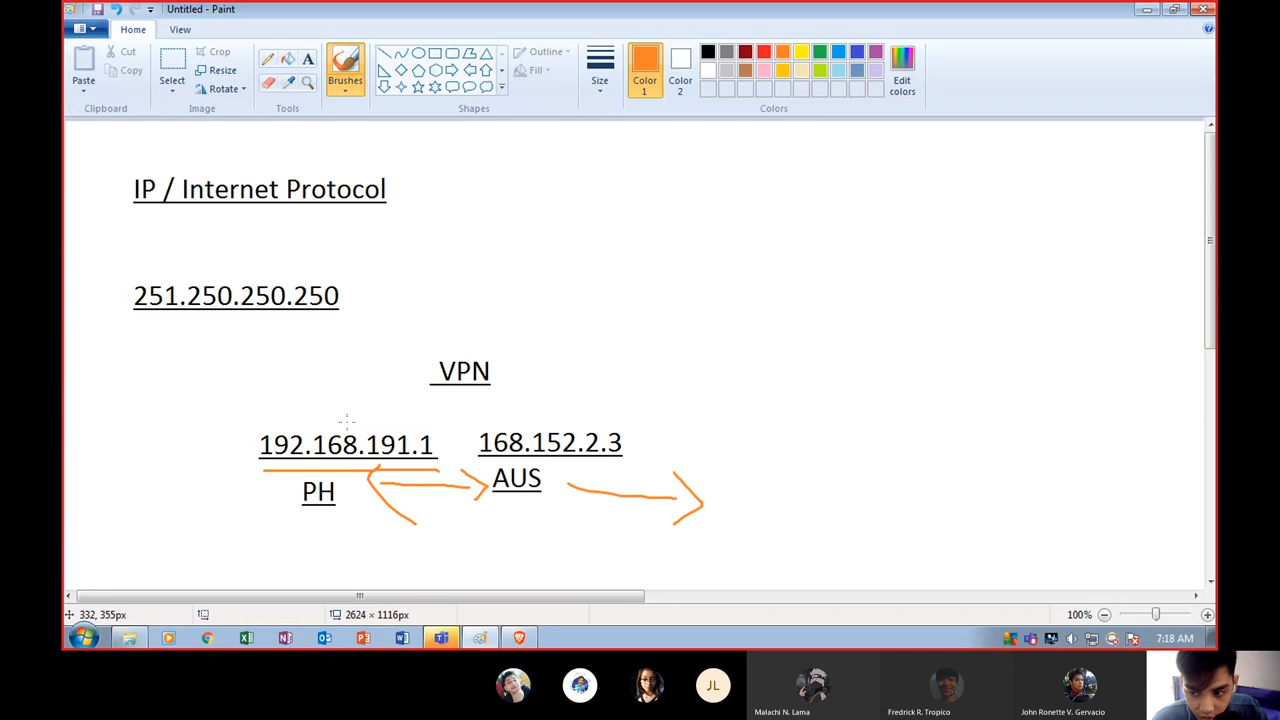 Untitled - Paint
Home
View
Paste
Cut
Copy
Clipboard
Select
Crop
Resize
Rotate
Image
A
Tools
Brushes
Outline
Fill
Shapes
Size
Color 1
Color 2
Edit colors
Colors
IP / Internet Protocol
251.250.250.250
VPN
192.168.191.1
168.152.2.3
PH
AUS
332, 355px
2624 × 1116px
100%
7:18 AM
JL
Malachi N. Lama
Fredrick R. Tropico
John Ronette V. Gervacio